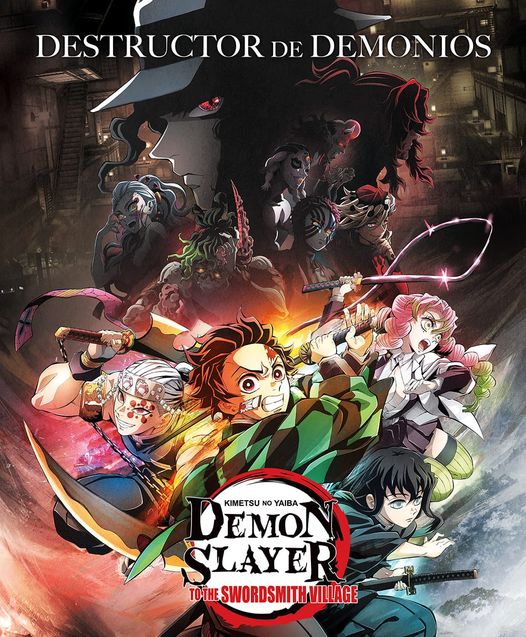 DESTRUCTOR DE DEMONIOS
KIMETSU NO YAIBA
DEMON
SLAYER
TO THE SWORDSMITH VILLAGE